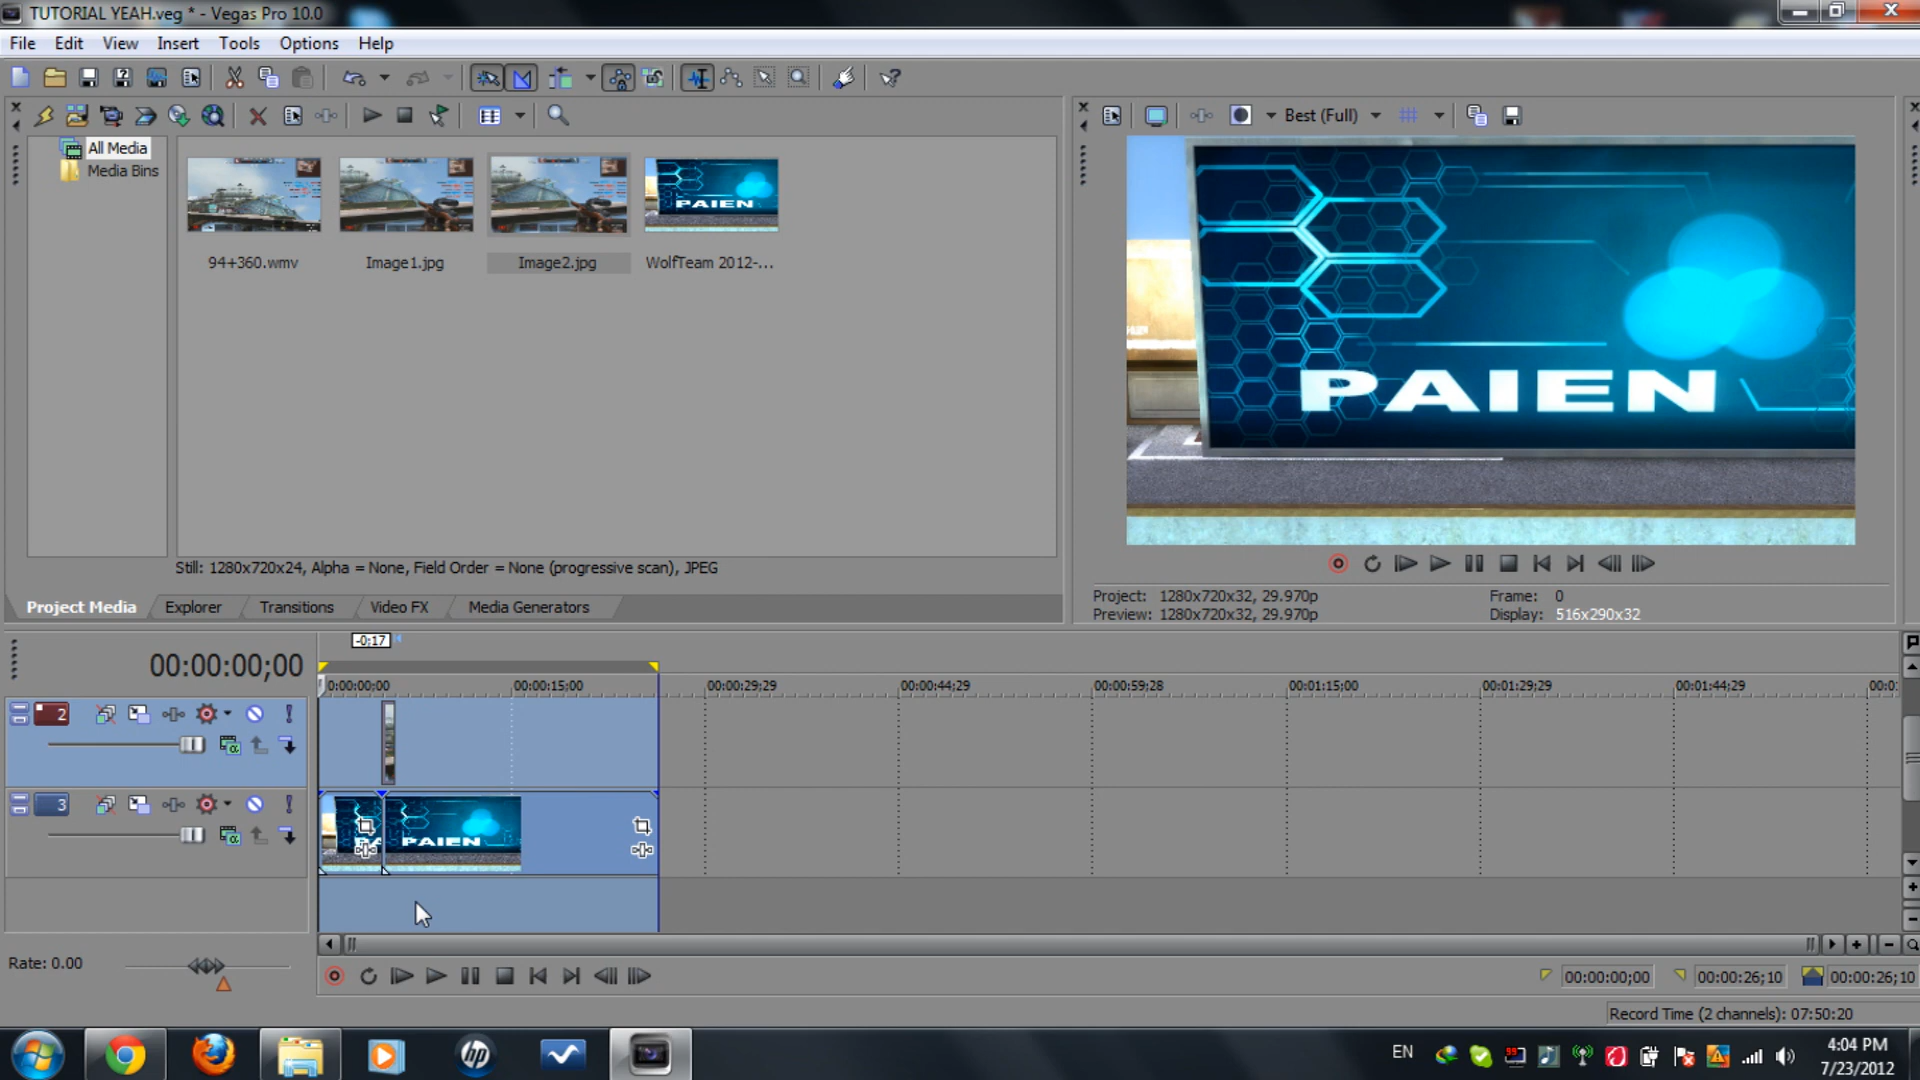 TUTORIAL YEAH.veg * - Vegas Pro 10.0
File Edit View Insert Tools Options Help
Best (Full)
All Media
Media Bins
PAIEN
94+360.wmv Image1.jpg Image2.jpg WolfTeam 2012-...
PAIEN
Still: 1280x720x24, Alpha = None, Field Order = None (progressive scan), JPEG
Project Media Explorer Transitions Video FX Media Generators
Project: 1280x720x32, 29.970p Frame: 0
Preview: 1280x720x32, 29.970p Display: 516x290x32
-0;17
00:00:00;00
0:00:00;00 00:00:15;00 00:00:29;29 00:00:44;29 00:00:59;28 00:01:15;00 00:01:29;29 00:01:44;29 00:0
2
3
PAIEN
Rate: 0.00
00:00:00;00 00:00:26;10 00:00:26;10
Record Time (2 channels): 07:50:20
EN
4:04 PM
7/23/2012